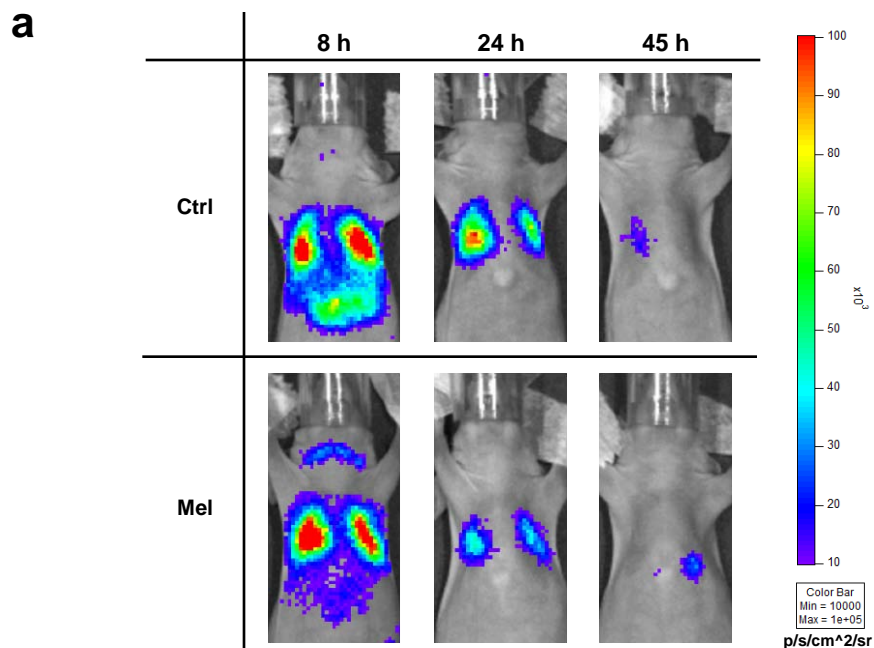 a
8 h 24 h 45 h
Ctrl
Mel
100
90
80
70
60
50
40
30
20
10
x10^3
Color Bar
Min = 10000
Max = 1e+05
p/s/cm^2/sr